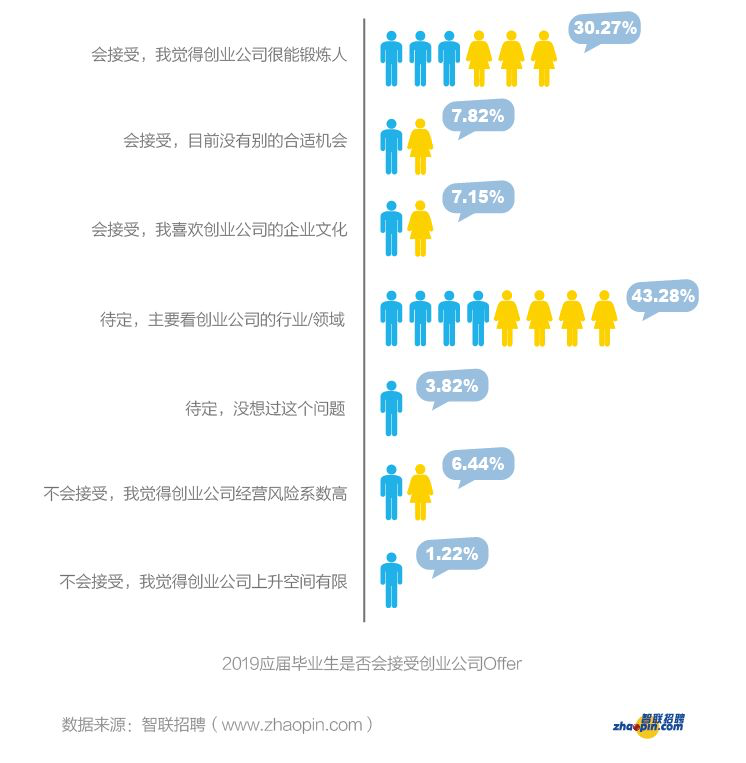 会接受，我觉得创业公司很能锻炼人
30.27%
会接受，目前没有别的合适机会
7.82%
会接受，我喜欢创业公司的企业文化
7.15%
待定，主要看创业公司的行业/领域
43.28%
待定，没想过这个问题
3.82%
不会接受，我觉得创业公司经营风险系数高
6.44%
不会接受，我觉得创业公司上升空间有限
1.22%
2019应届毕业生是否会接受创业公司Offer
数据来源：智联招聘（www.zhaopin.com）
智联招聘
zhaopin.com